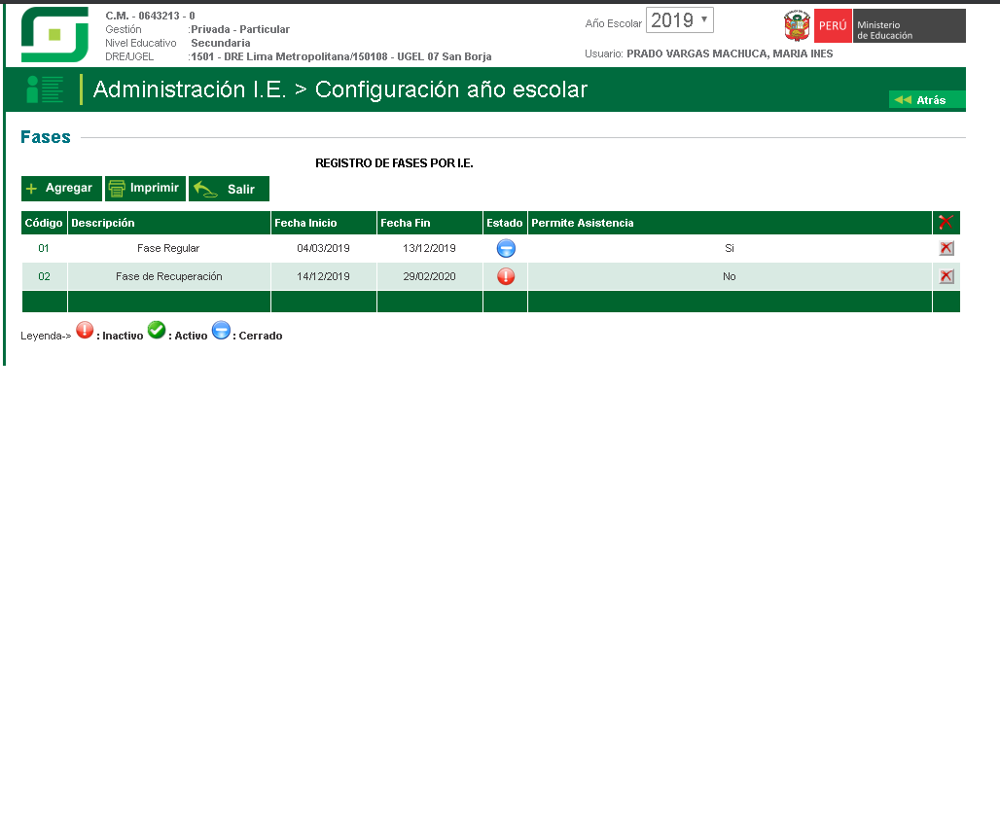 C.M. - 0643213 - 0
Gestión :Privada - Particular
Nivel Educativo Secundaria
DRE/UGEL :1501 - DRE Lima Metropolitana/150108 - UGEL 07 San Borja
Año Escolar 2019
PERÚ Ministerio de Educación
Usuario: PRADO VARGAS MACHUCA, MARIA INES
Administración I.E. > Configuración año escolar
Atrás
Fases
REGISTRO DE FASES POR I.E.
Agregar Imprimir Salir
Código Descripción Fecha Inicio Fecha Fin Estado Permite Asistencia
01 Fase Regular 04/03/2019 13/12/2019 Si
02 Fase de Recuperación 14/12/2019 29/02/2020 No
Leyenda-> : Inactivo : Activo : Cerrado